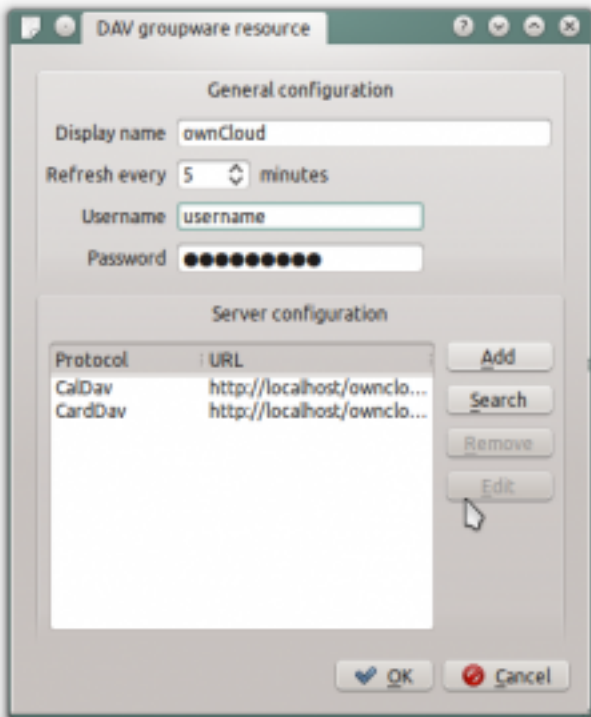 DAV groupware resource
General configuration
Display name ownCloud
Refresh every 5 minutes
Username username
Password ●●●●●●●●●
Server configuration
Protocol URL
CalDav http://localhost/ownclo...
CardDav http://localhost/ownclo...
Add
Search
Remove
Edit
OK Cancel